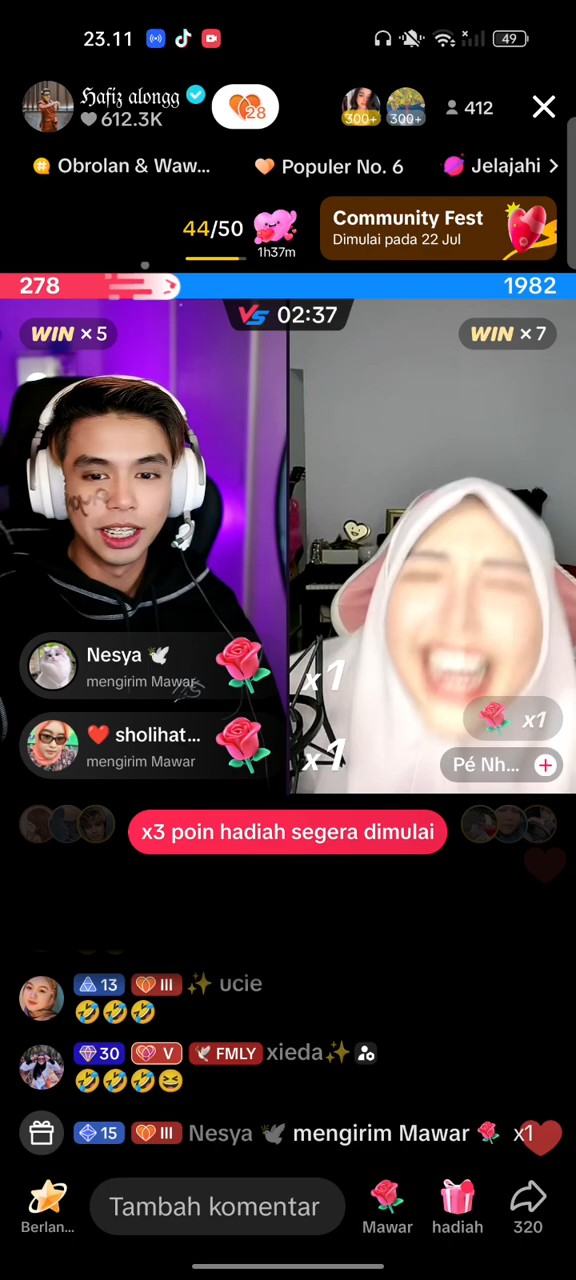 23.11
49
Hafiz alongg
612.3K
28
300+
300+
412
Obrolan & Waw...
Populer No. 6
Jelajahi
44/50
1h37m
Community Fest
Dimulai pada 22 Jul
278
1982
VS 02:37
WIN × 5
WIN × 7
Nesya 🕊️
mengirim Mawar
x1
❤️ sholihat...
mengirim Mawar
x1
x1
Pé Nh...
x3 poin hadiah segera dimulai
13 III ✨ ucie
🤣🤣🤣
30 V FMLY xieda✨
🤣🤣🤣😆
15 III Nesya 🕊️ mengirim Mawar 🌹 x1
Berlan...
Tambah komentar
Mawar
hadiah
320